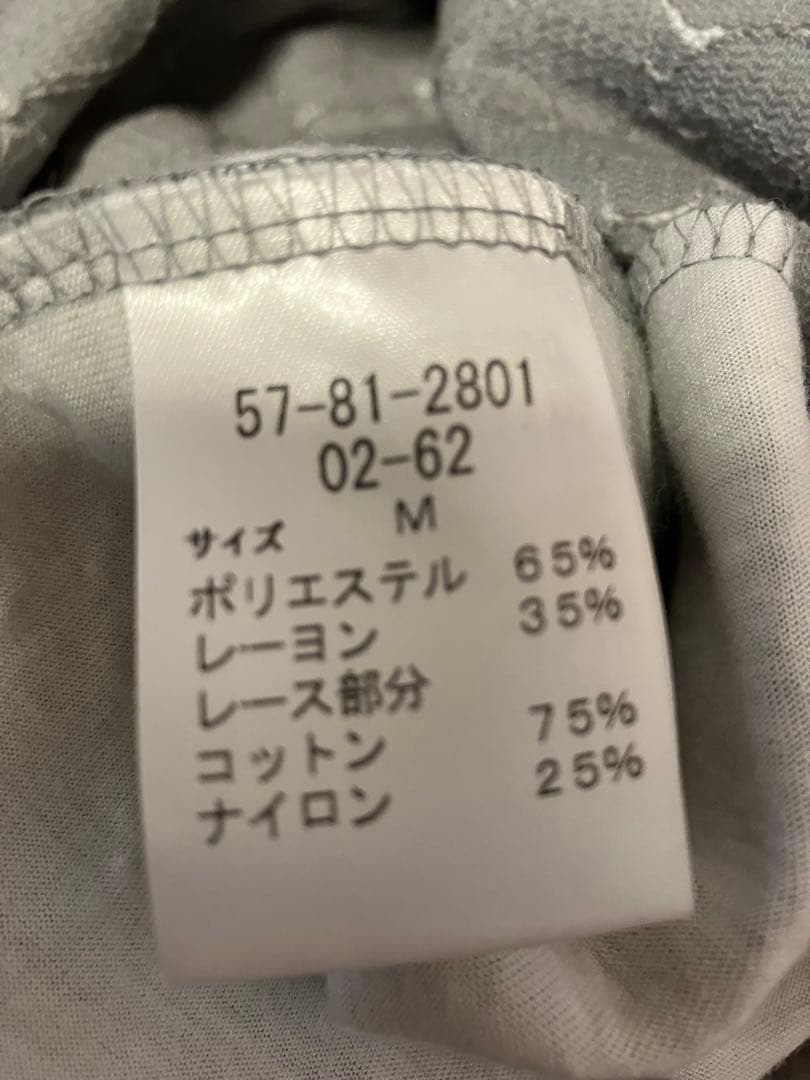 57-81-2801
02-62
サイズ M
ポリエステル 65%
レーヨン 35%
レース部分
コットン 75%
ナイロン 25%